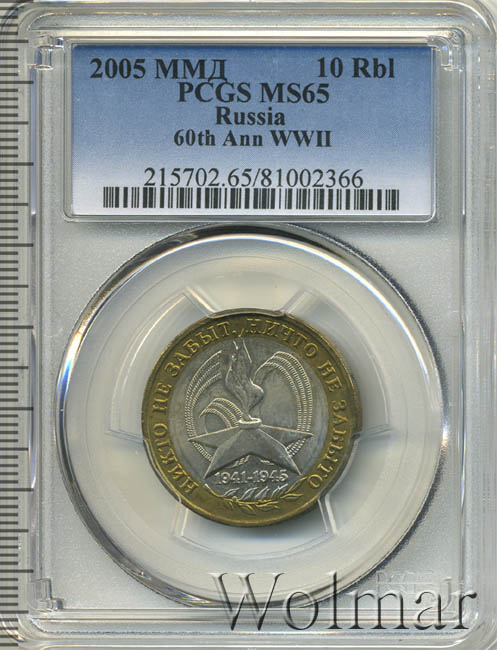 2005 ММД 10 Rbl
PCGS MS65
Russia
60th Ann WWII
215702.65/81002366
НИКТО НЕ ЗАБЫТ, НИЧТО НЕ ЗАБЫТО
1941-1945
Wolmar